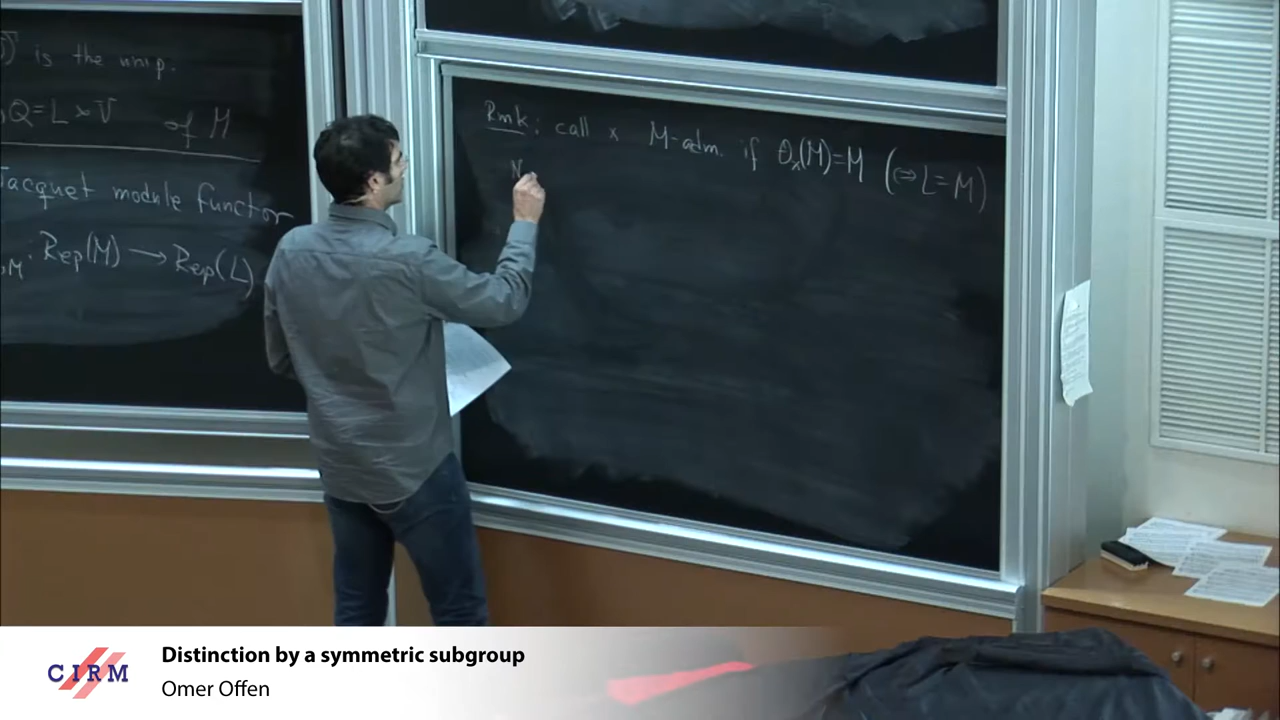 is the unip.
Q=L⋉V of M
Jacquet module functor
M: Rep(M) → Rep(L)
Rmk: call x M-adm. if θₓ(M)=M (⇔L=M)
N
CIRM
Distinction by a symmetric subgroup
Omer Offen